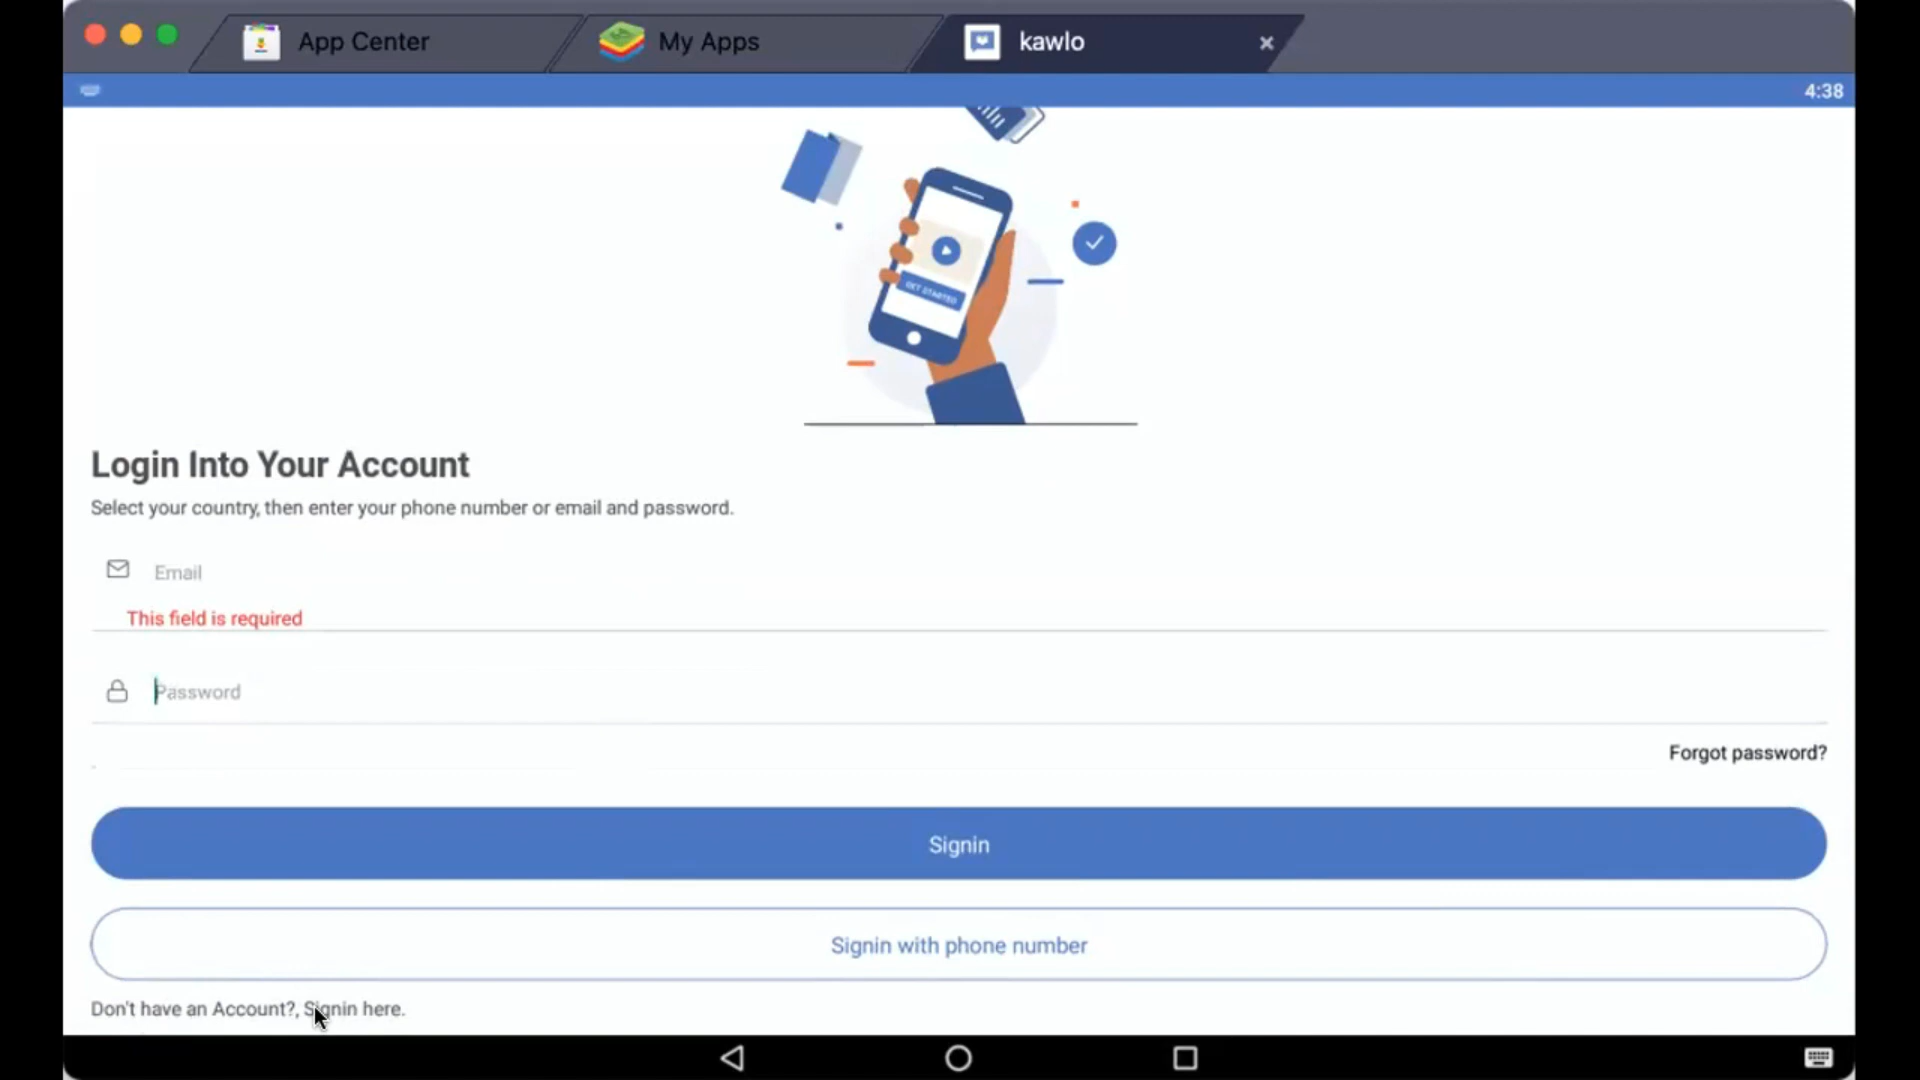 App Center
My Apps
kawlo
4:38
GET STARTED
Login Into Your Account
Select your country, then enter your phone number or email and password.
Email
This field is required
Password
Forgot password?
Signin
Signin with phone number
Don't have an Account?, Signin here.